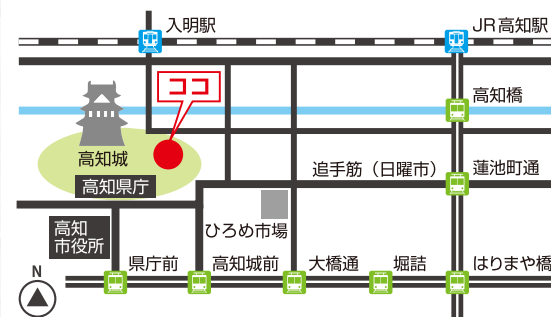 入明駅
JR高知駅
ココ
高知橋
高知城
追手筋（日曜市）
蓮池町通
高知県庁
ひろめ市場
高知
市役所
県庁前
高知城前
大橋通
堀詰
はりまや橋
N